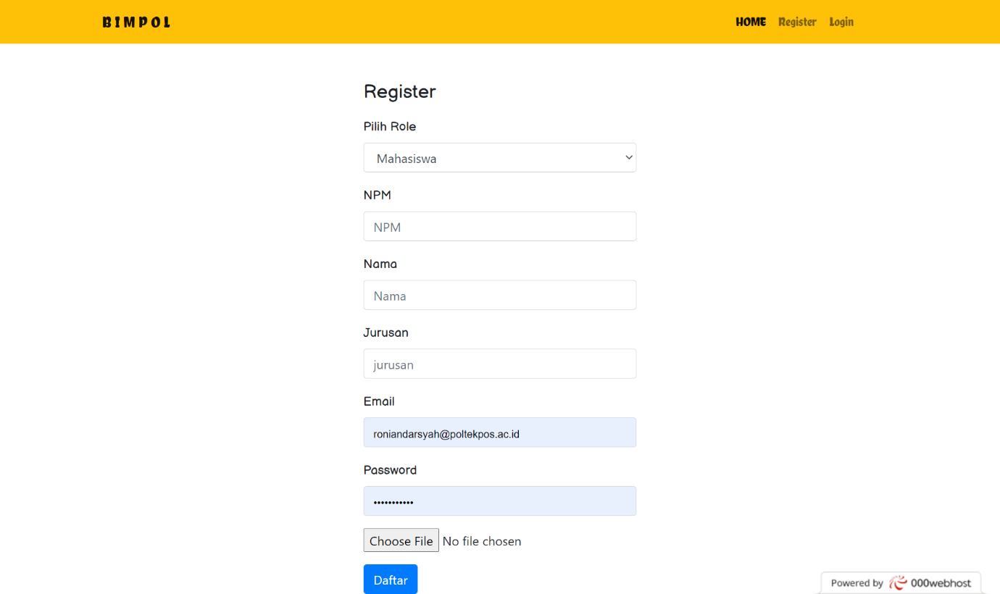 BIMPOL
HOME Register Login
Register
Pilih Role
Mahasiswa
NPM
NPM
Nama
Nama
Jurusan
jurusan
Email
roniandarsyah@poltekpos.ac.id
Password
•••••••••••
Choose File No file chosen
Daftar
Powered by 000webhost